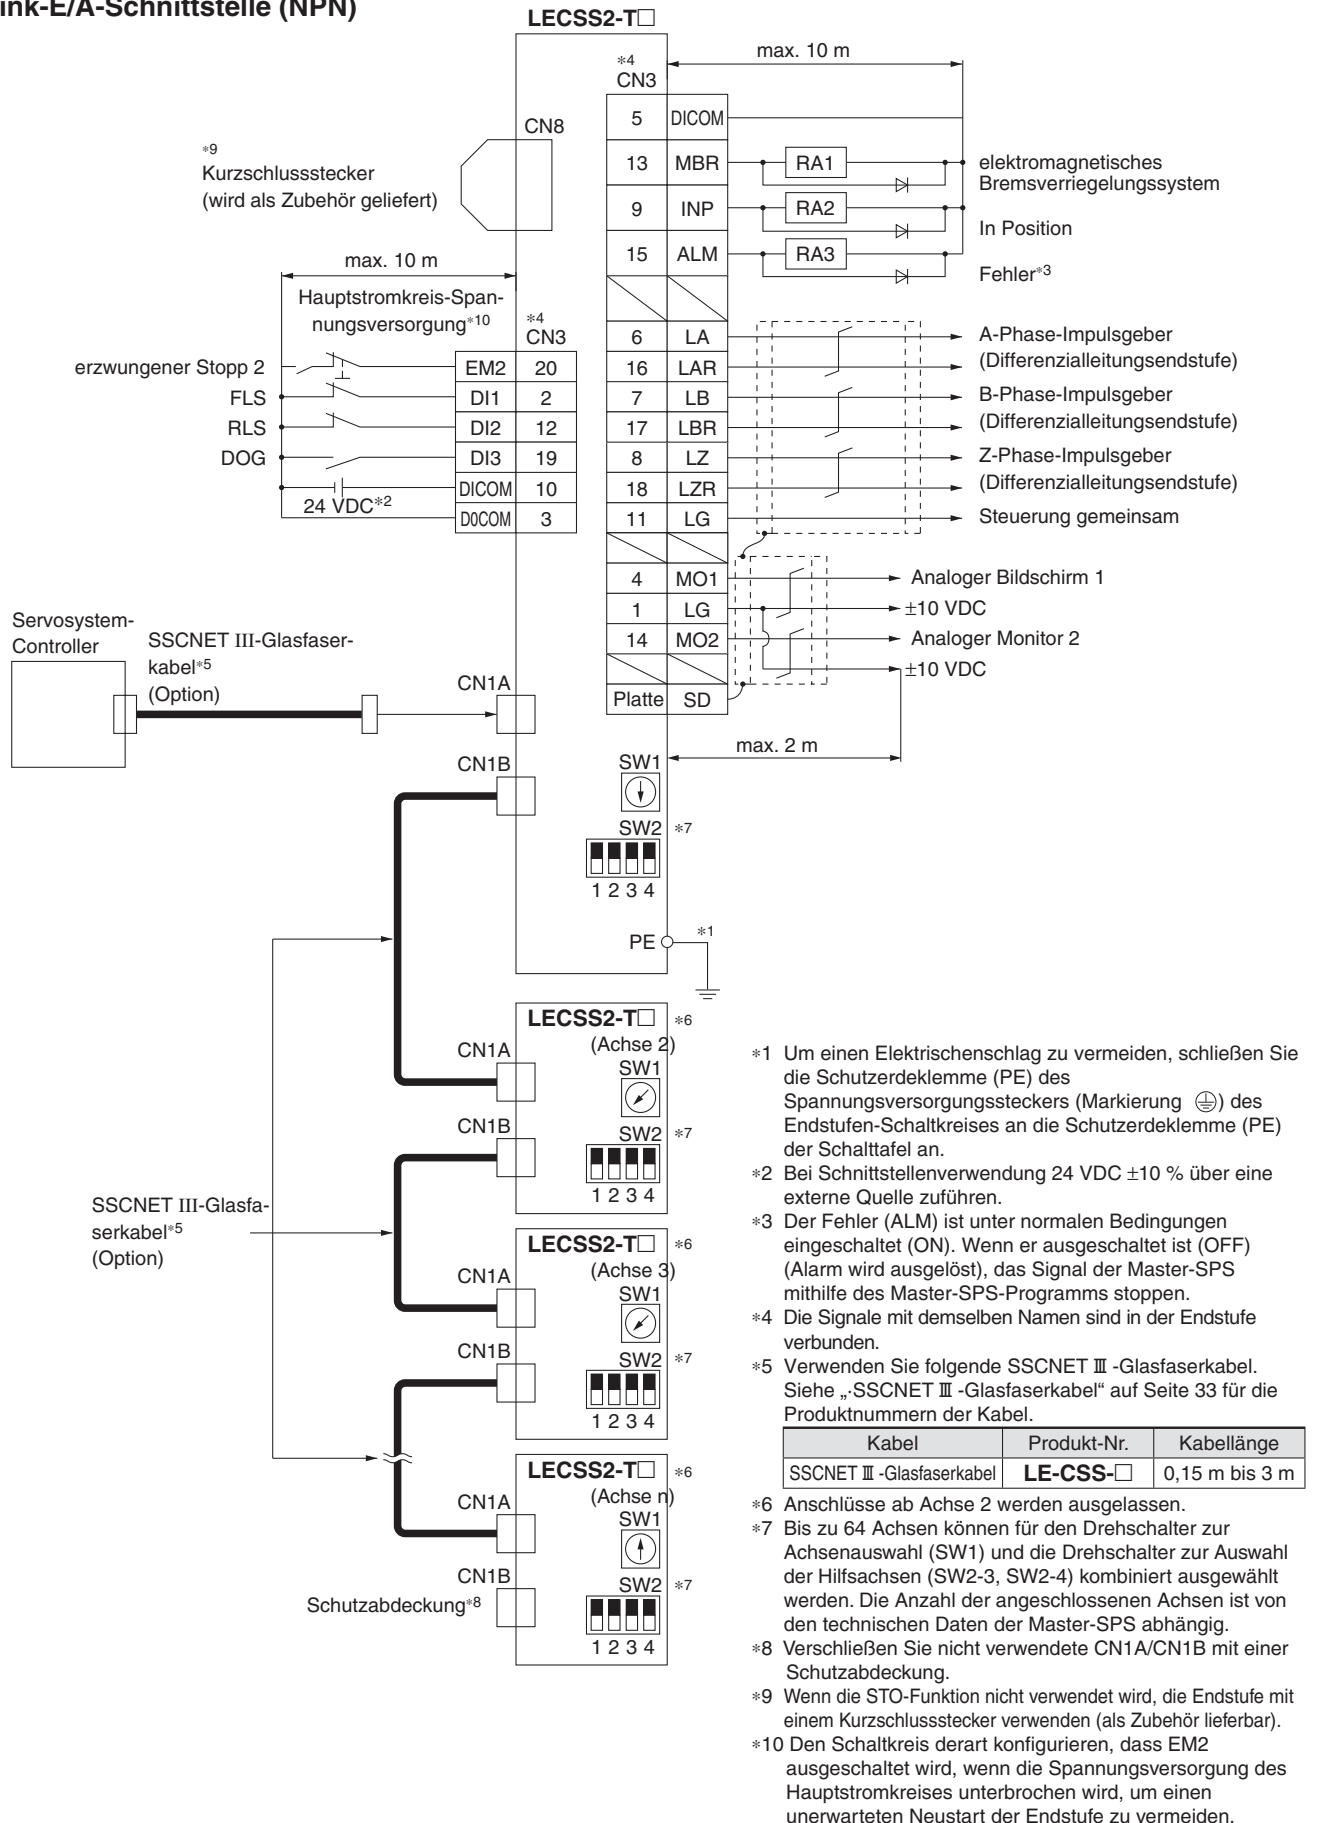 ink-E/A-Schnittstelle (NPN)
LECSS2-T□
*4
CN3
max. 10 m
5 DICOM
CN8
*9
Kurzschlussstecker
(wird als Zubehör geliefert)
13 MBR RA1 elektromagnetisches
Bremsverriegelungssystem
9 INP RA2
In Position
15 ALM RA3
Fehler*3
max. 10 m
Hauptstromkreis-Span-
nungsversorgung*10
*4
CN3
erzwungener Stopp 2 EM2 20
FLS DI1 2
RLS DI2 12
DOG DI3 19
DICOM 10
24 VDC*2
D0COM 3
6 LA A-Phase-Impulsgeber
16 LAR (Differenzialleitungsendstufe)
7 LB B-Phase-Impulsgeber
17 LBR (Differenzialleitungsendstufe)
8 LZ Z-Phase-Impulsgeber
18 LZR (Differenzialleitungsendstufe)
11 LG Steuerung gemeinsam
4 MO1 Analoger Bildschirm 1
1 LG ±10 VDC
14 MO2 Analoger Monitor 2
±10 VDC
Platte SD
max. 2 m
Servosystem-
Controller
SSCNET III-Glasfaser-
kabel*5
(Option)
CN1A
CN1B
SW1
SW2 *7
1 2 3 4
PE *1
LECSS2-T□ *6
(Achse 2)
CN1A
SW1
CN1B
SW2 *7
1 2 3 4
SSCNET III-Glasfa-
serkabel*5
(Option)
LECSS2-T□ *6
(Achse 3)
CN1A
SW1
CN1B
SW2 *7
1 2 3 4
LECSS2-T□ *6
(Achse n)
CN1A
SW1
CN1B
SW2 *7
Schutzabdeckung*8
1 2 3 4
*1 Um einen Elektrischenschlag zu vermeiden, schließen Sie
die Schutzerdeklemme (PE) des
Spannungsversorgungssteckers (Markierung ⏚) des
Endstufen-Schaltkreises an die Schutzerdeklemme (PE)
der Schalttafel an.
*2 Bei Schnittstellenverwendung 24 VDC ±10 % über eine
externe Quelle zuführen.
*3 Der Fehler (ALM) ist unter normalen Bedingungen
eingeschaltet (ON). Wenn er ausgeschaltet ist (OFF)
(Alarm wird ausgelöst), das Signal der Master-SPS
mithilfe des Master-SPS-Programms stoppen.
*4 Die Signale mit demselben Namen sind in der Endstufe
verbunden.
*5 Verwenden Sie folgende SSCNET Ⅲ -Glasfaserkabel.
Siehe „·SSCNET Ⅲ -Glasfaserkabel“ auf Seite 33 für die
Produktnummern der Kabel.
Kabel Produkt-Nr. Kabellänge
SSCNET Ⅲ -Glasfaserkabel LE-CSS-□ 0,15 m bis 3 m
*6 Anschlüsse ab Achse 2 werden ausgelassen.
*7 Bis zu 64 Achsen können für den Drehschalter zur
Achsenauswahl (SW1) und die Drehschalter zur Auswahl
der Hilfsachsen (SW2-3, SW2-4) kombiniert ausgewählt
werden. Die Anzahl der angeschlossenen Achsen ist von
den technischen Daten der Master-SPS abhängig.
*8 Verschließen Sie nicht verwendete CN1A/CN1B mit einer
Schutzabdeckung.
*9 Wenn die STO-Funktion nicht verwendet wird, die Endstufe mit
einem Kurzschlussstecker verwenden (als Zubehör lieferbar).
*10 Den Schaltkreis derart konfigurieren, dass EM2
ausgeschaltet wird, wenn die Spannungsversorgung des
Hauptstromkreises unterbrochen wird, um einen
unerwarteten Neustart der Endstufe zu vermeiden.